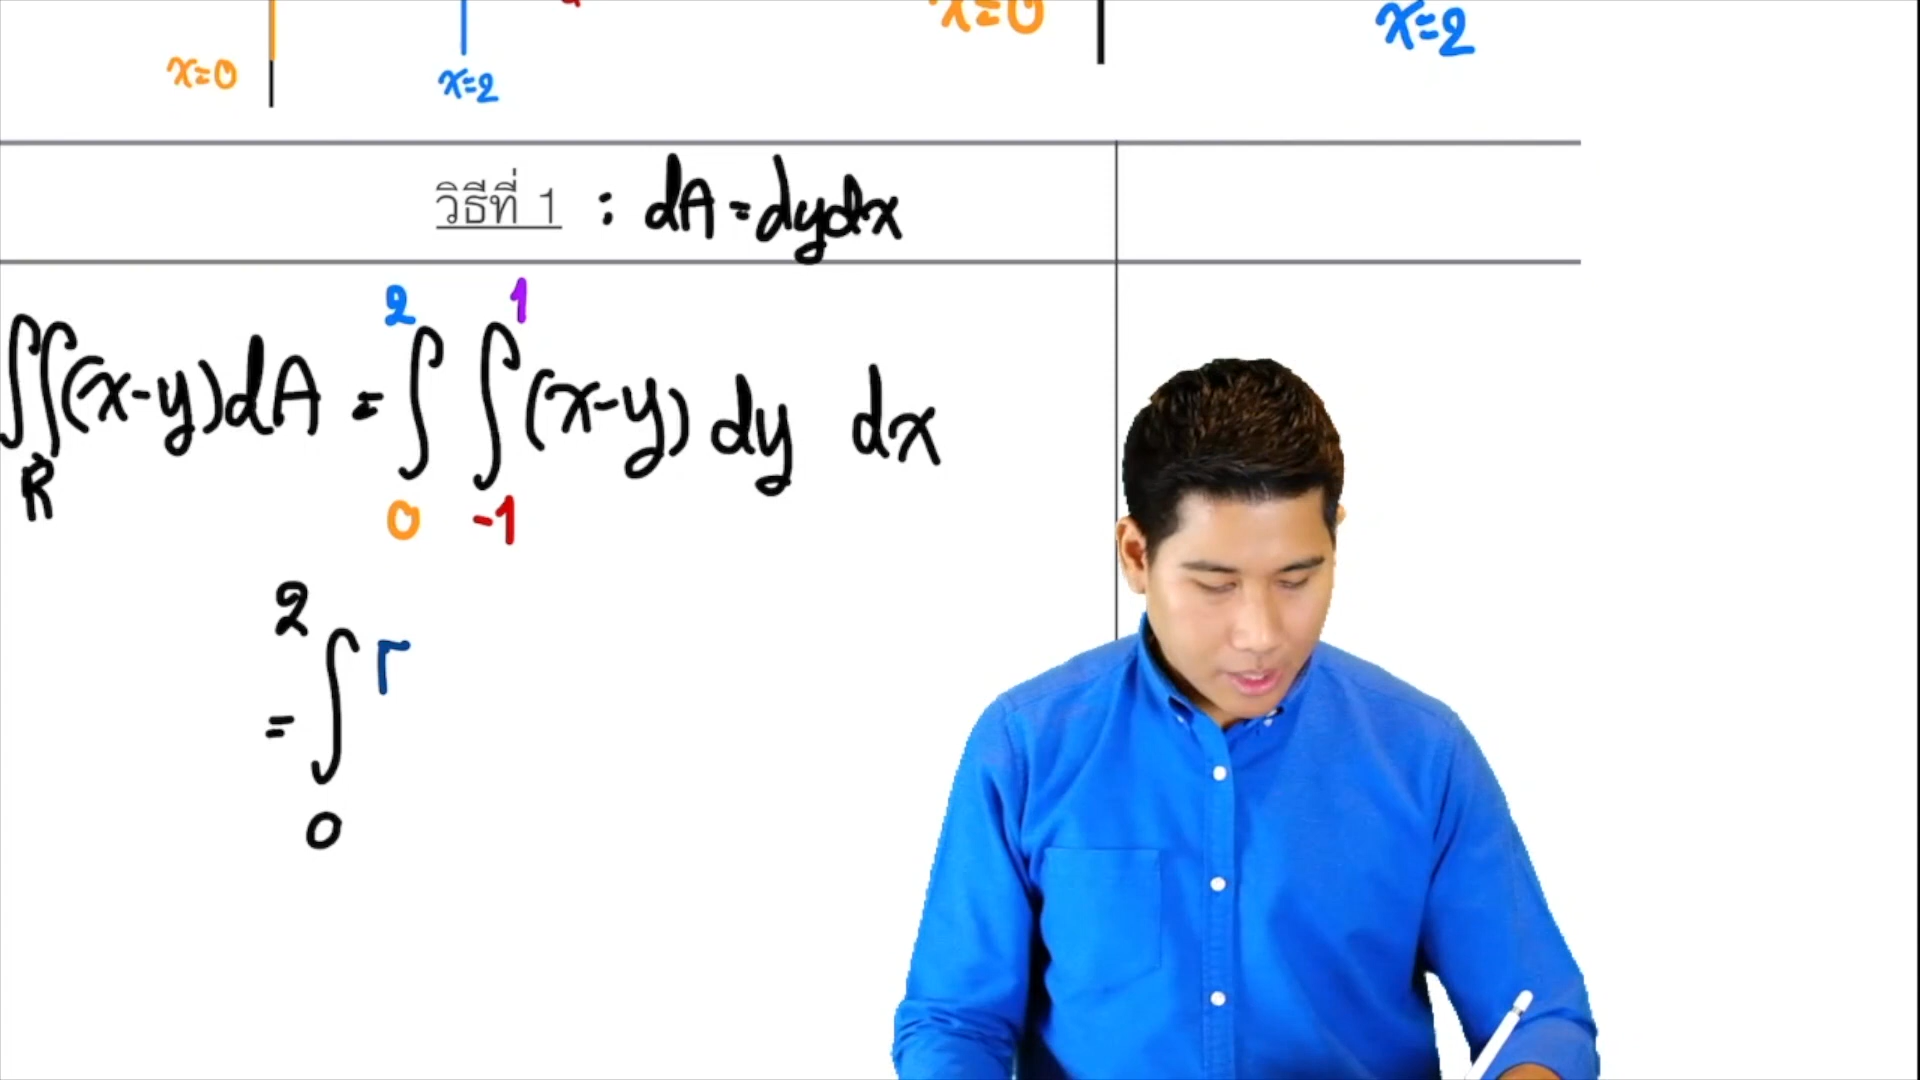 x=0
x=2
x=0
x=2
วิธีที่ 1 : dA=dydx
∬(x-y)dA = ∫ ∫ (x-y) dy dx
R
2
1
0
-1
2
= ∫ [
0